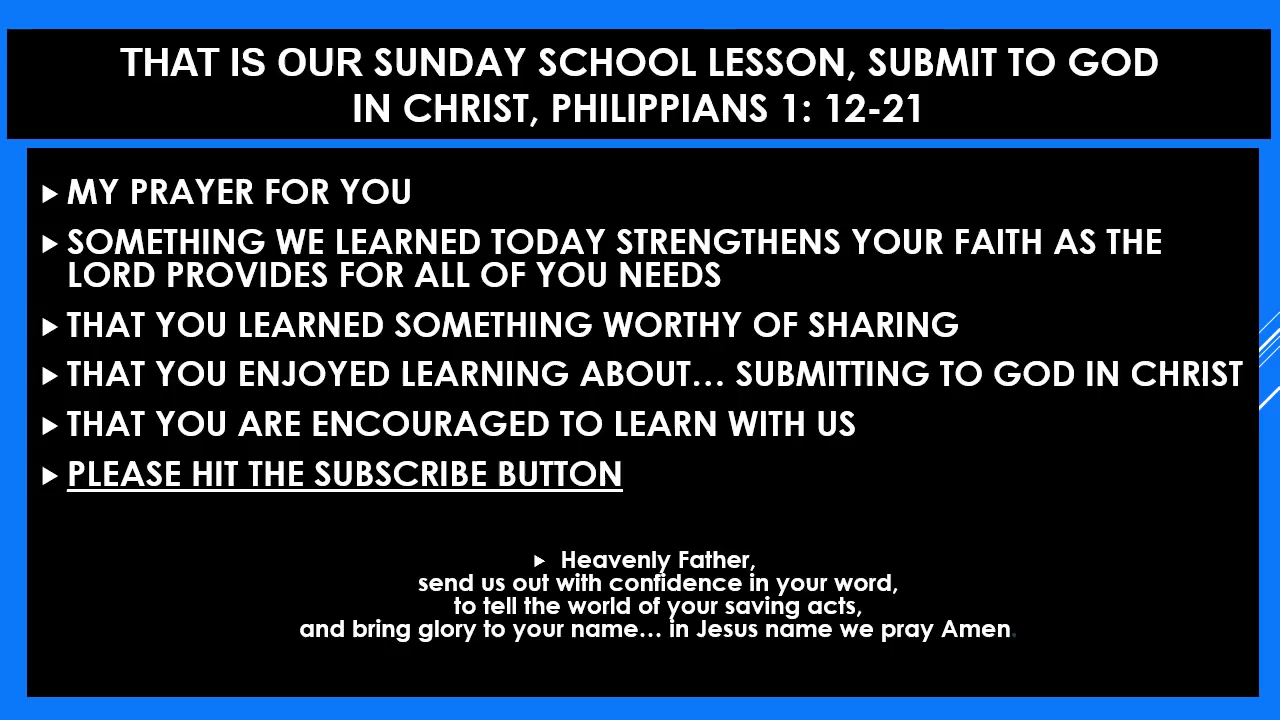 THAT IS OUR SUNDAY SCHOOL LESSON, SUBMIT TO GOD
IN CHRIST, PHILIPPIANS 1: 12-21
MY PRAYER FOR YOU
SOMETHING WE LEARNED TODAY STRENGTHENS YOUR FAITH AS THE
LORD PROVIDES FOR ALL OF YOU NEEDS
THAT YOU LEARNED SOMETHING WORTHY OF SHARING
THAT YOU ENJOYED LEARNING ABOUT... SUBMITTING TO GOD IN CHRIST
THAT YOU ARE ENCOURAGED TO LEARN WITH US
PLEASE HIT THE SUBSCRIBE BUTTON
Heavenly Father,
send us out with confidence in your word,
to tell the world of your saving acts,
and bring glory to your name... in Jesus name we pray Amen.